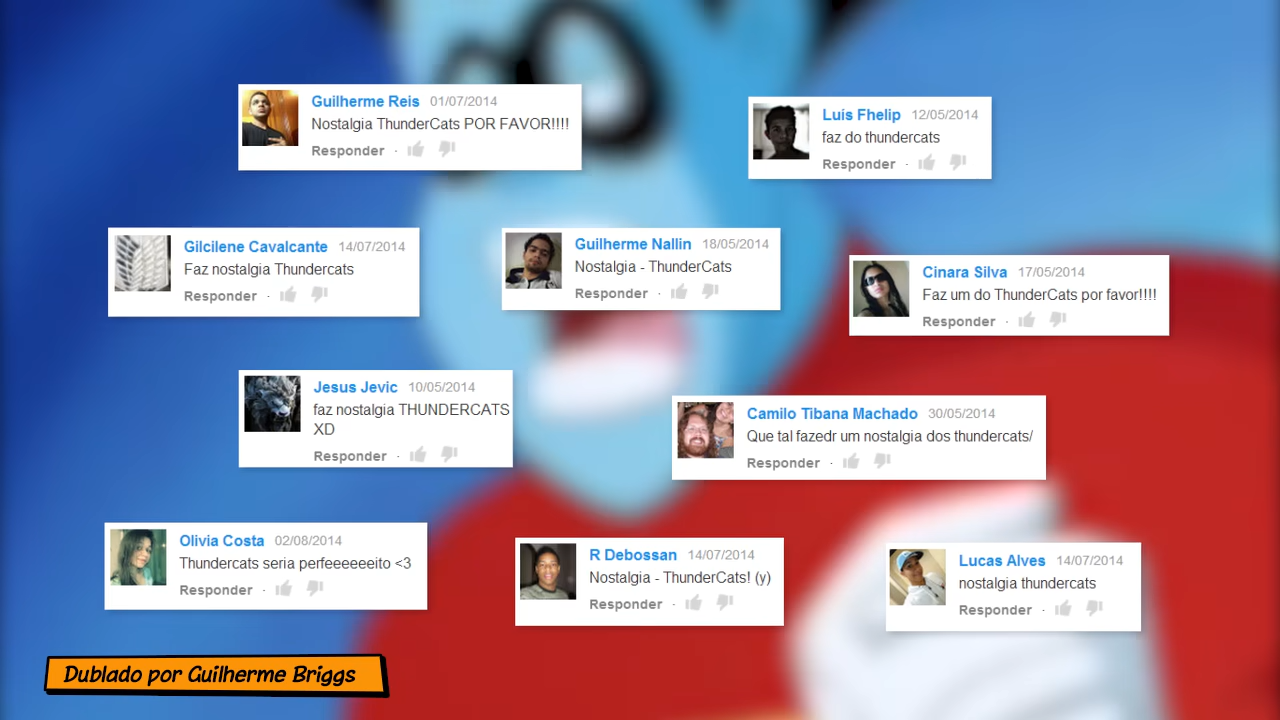 Guilherme Reis 01/07/2014
Nostalgia ThunderCats POR FAVOR!!!!
Responder ·
Luis Fhelip 12/05/2014
faz do thundercats
Responder ·
Gilcilene Cavalcante 14/07/2014
Faz nostalgia Thundercats
Responder ·
Guilherme Nallin 18/05/2014
Nostalgia - ThunderCats
Responder ·
Cinara Silva 17/05/2014
Faz um do ThunderCats por favor!!!!
Responder ·
Jesus Jevic 10/05/2014
faz nostalgia THUNDERCATS
XD
Responder ·
Camilo Tibana Machado 30/05/2014
Que tal fazedr um nostalgia dos thundercats/
Responder ·
Olivia Costa 02/08/2014
Thundercats seria perfeeeeeeito <3
Responder ·
R Debossan 14/07/2014
Nostalgia - ThunderCats! (y)
Responder ·
Lucas Alves 14/07/2014
nostalgia thundercats
Responder ·
Dublado por Guilherme Briggs